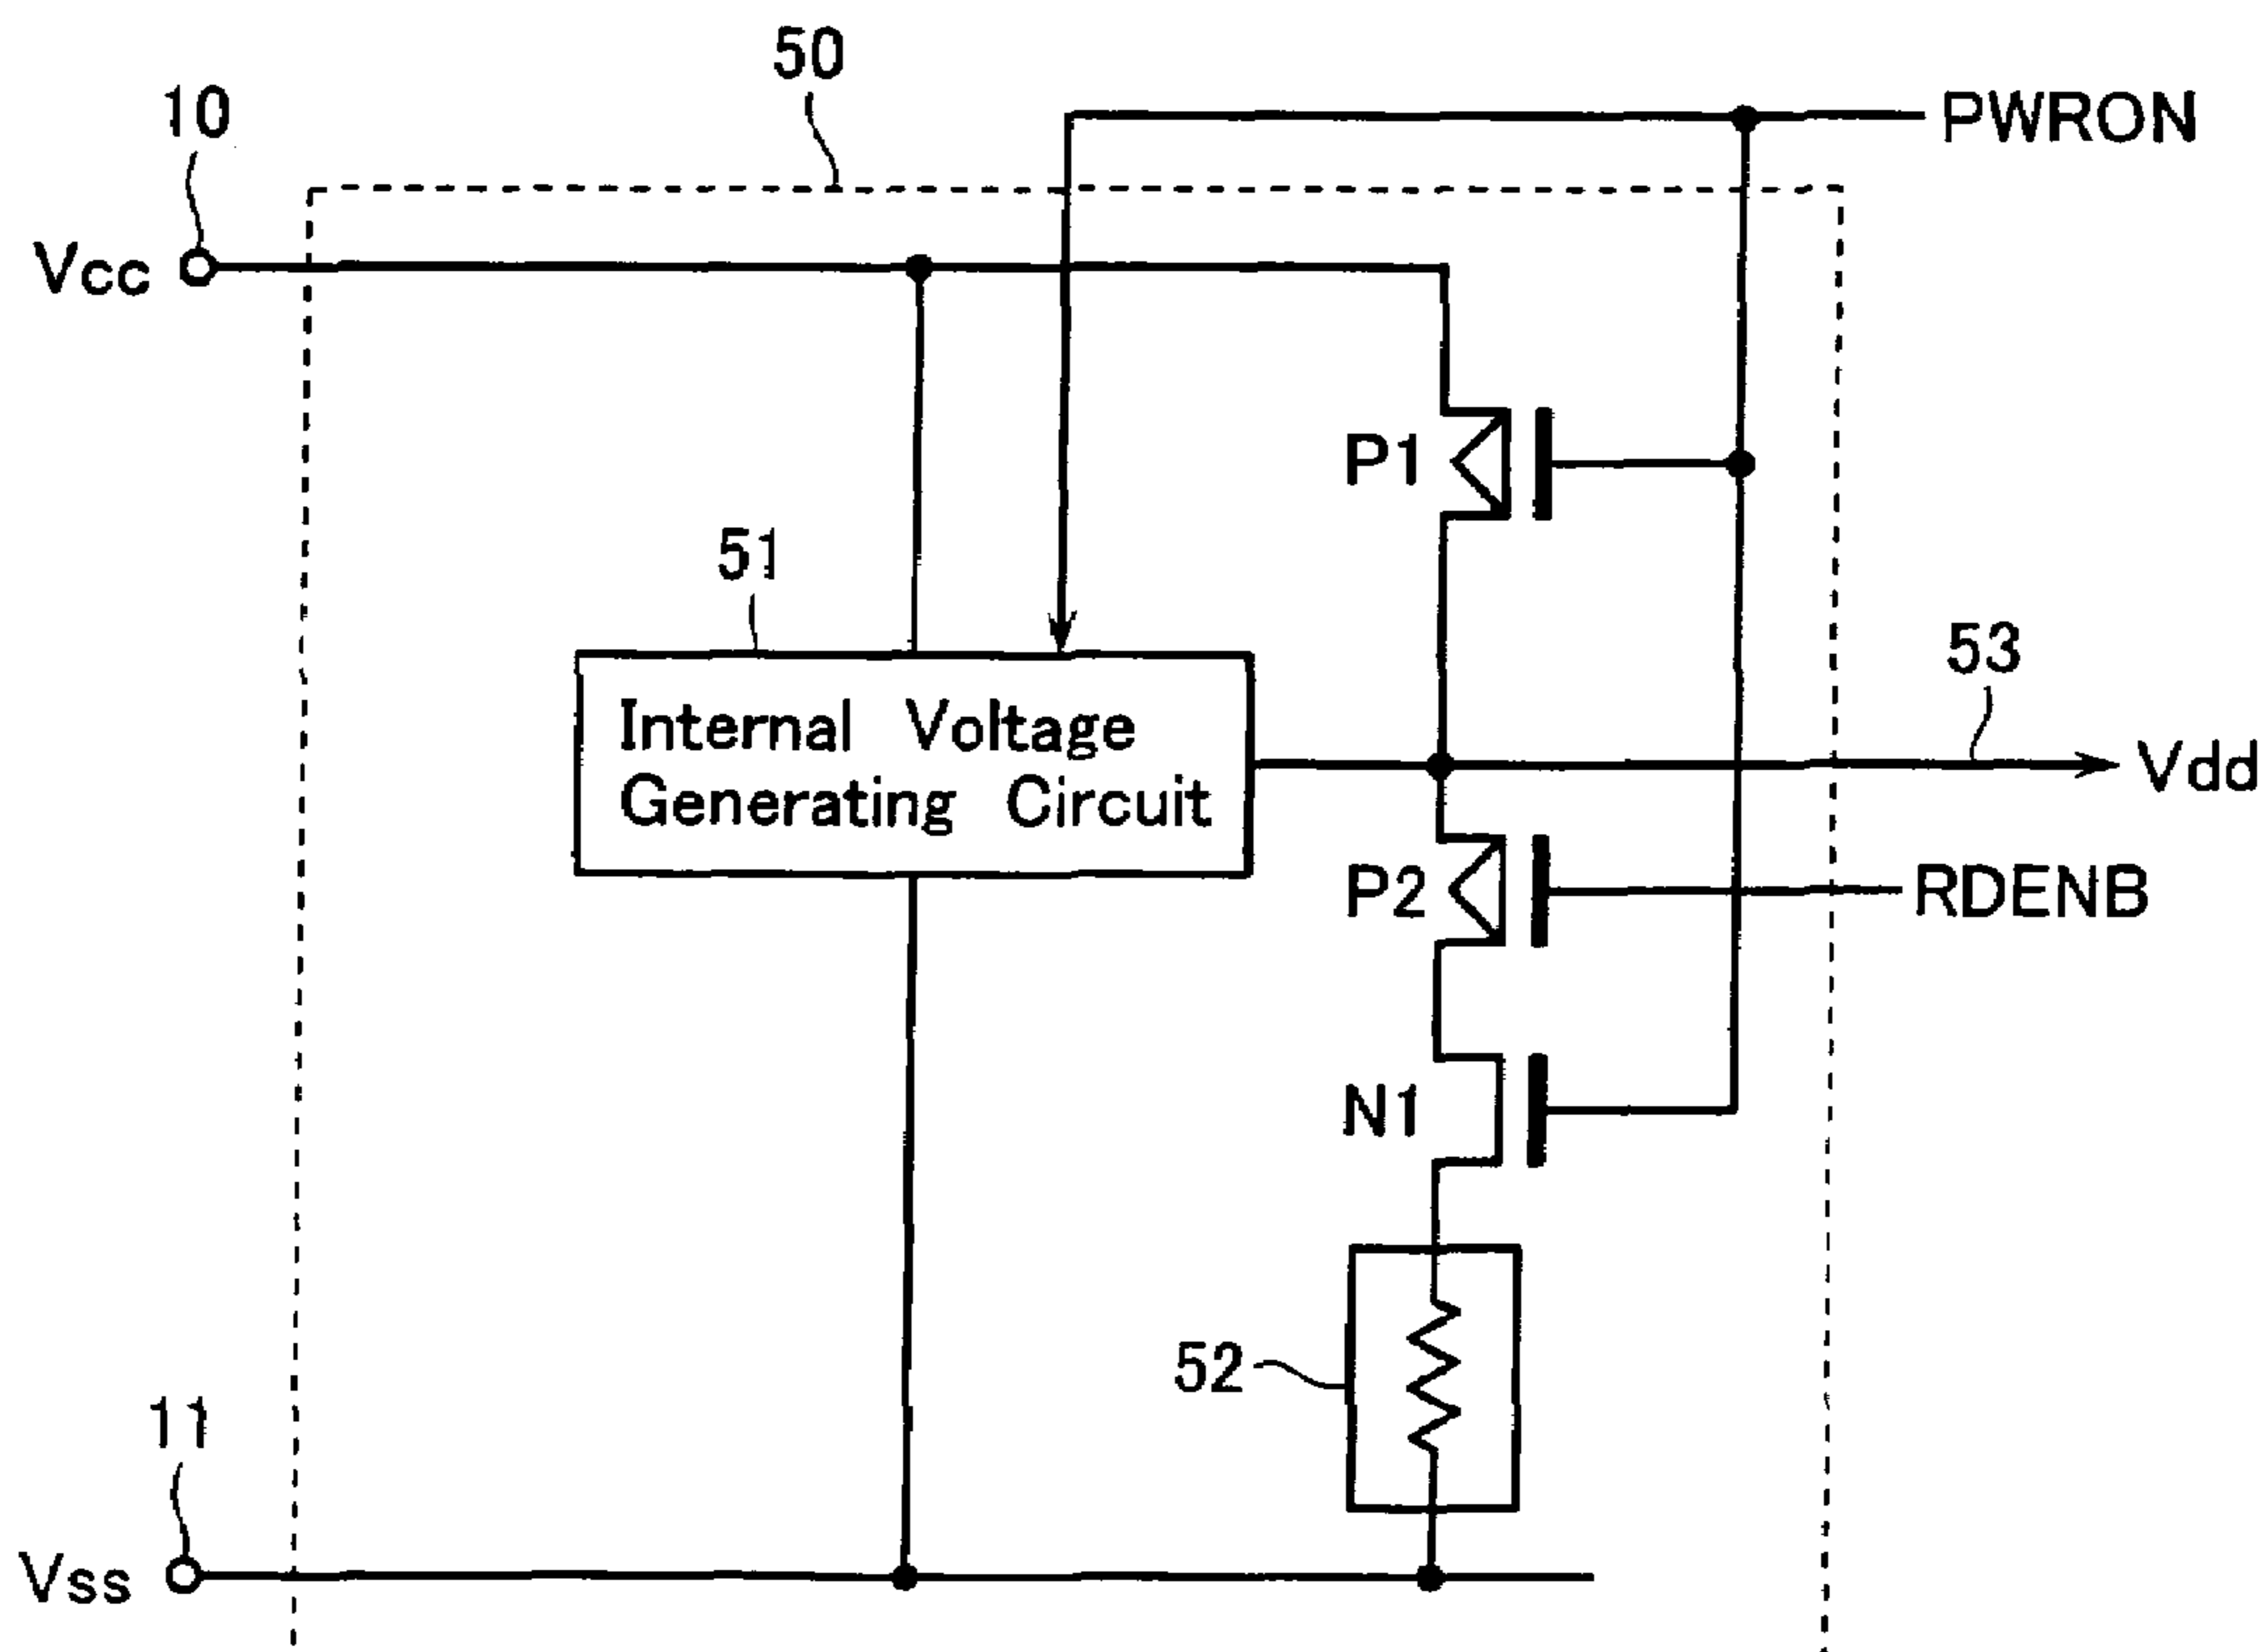 50
10
PWRON
Vcc
P1
51
53
Internal Voltage
Generating Circuit
Vdd
P2
RDENB
N1
52
11
Vss